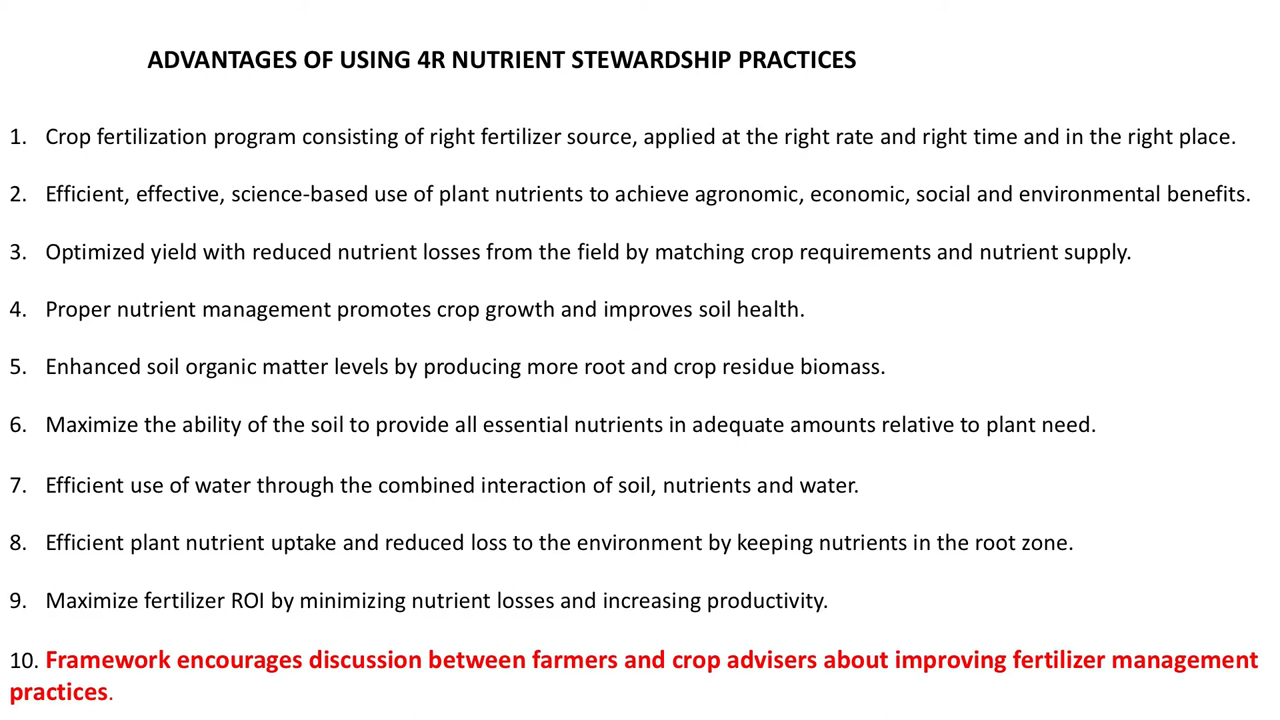 ADVANTAGES OF USING 4R NUTRIENT STEWARDSHIP PRACTICES
1. Crop fertilization program consisting of right fertilizer source, applied at the right rate and right time and in the right place.
2. Efficient, effective, science-based use of plant nutrients to achieve agronomic, economic, social and environmental benefits.
3. Optimized yield with reduced nutrient losses from the field by matching crop requirements and nutrient supply.
4. Proper nutrient management promotes crop growth and improves soil health.
5. Enhanced soil organic matter levels by producing more root and crop residue biomass.
6. Maximize the ability of the soil to provide all essential nutrients in adequate amounts relative to plant need.
7. Efficient use of water through the combined interaction of soil, nutrients and water.
8. Efficient plant nutrient uptake and reduced loss to the environment by keeping nutrients in the root zone.
9. Maximize fertilizer ROI by minimizing nutrient losses and increasing productivity.
10. Framework encourages discussion between farmers and crop advisers about improving fertilizer management
practices.